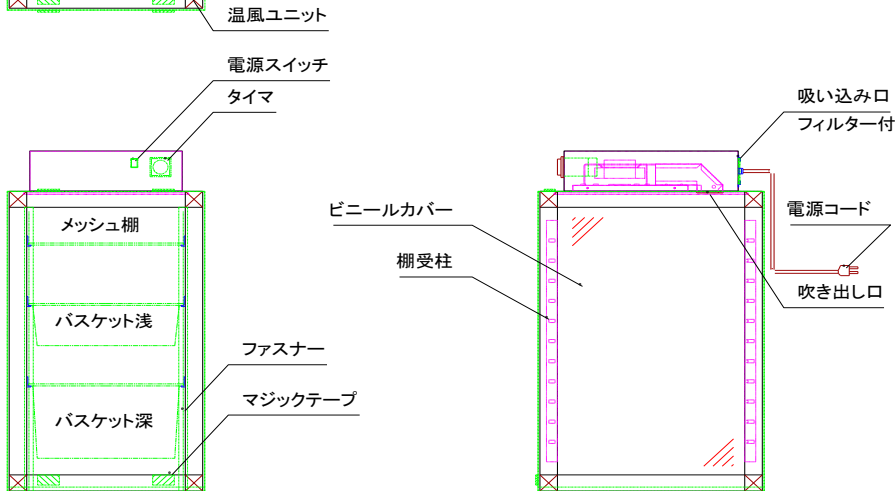 温風ユニット
電源スイッチ
タイマ
吸い込み口
フィルター付
メッシュ棚
ビニールカバー
電源コード
棚受柱
吹き出し口
バスケット浅
ファスナー
マジックテープ
バスケット深